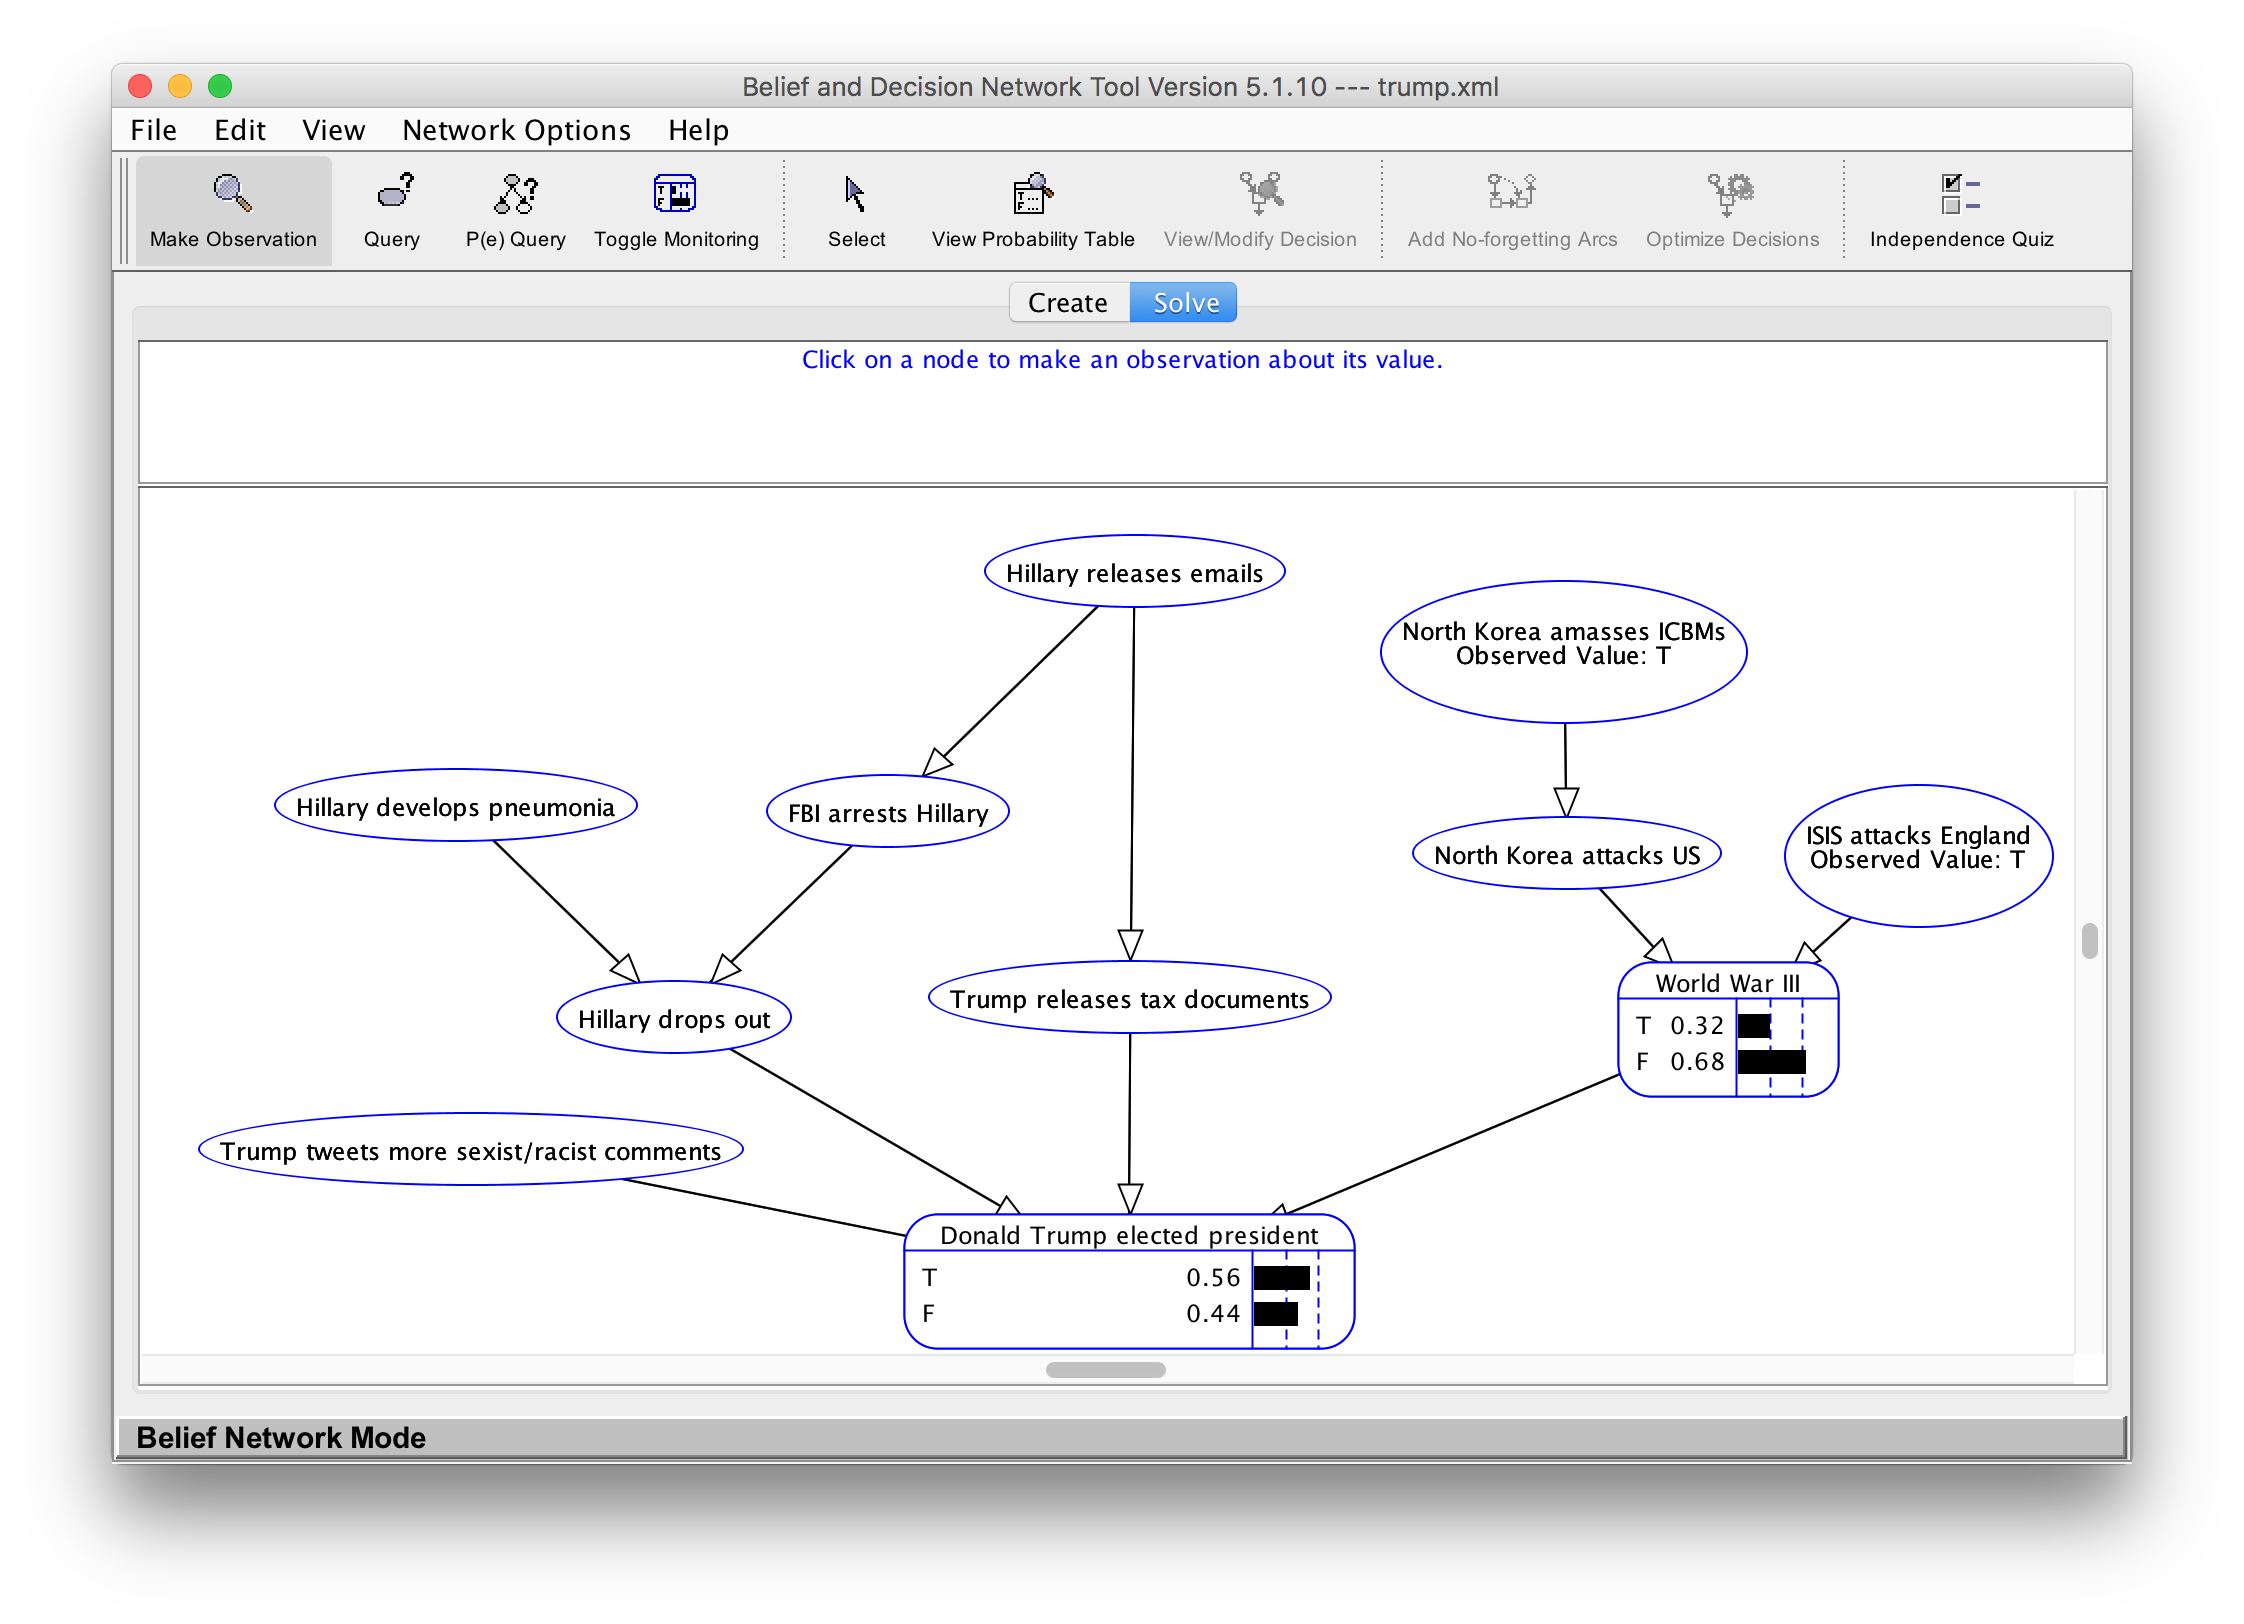 Belief and Decision Network Tool Version 5.1.10 --- trump.xml
File Edit View Network Options Help
Make Observation Query P(e) Query Toggle Monitoring Select View Probability Table View/Modify Decision Add No-forgetting Arcs Optimize Decisions Independence Quiz
Create Solve
Click on a node to make an observation about its value.
Hillary releases emails
North Korea amasses ICBMs
Observed Value: T
Hillary develops pneumonia
FBI arrests Hillary
North Korea attacks US
ISIS attacks England
Observed Value: T
Hillary drops out
Trump releases tax documents
World War III
T 0.32
F 0.68
Trump tweets more sexist/racist comments
Donald Trump elected president
T 0.56
F 0.44
Belief Network Mode